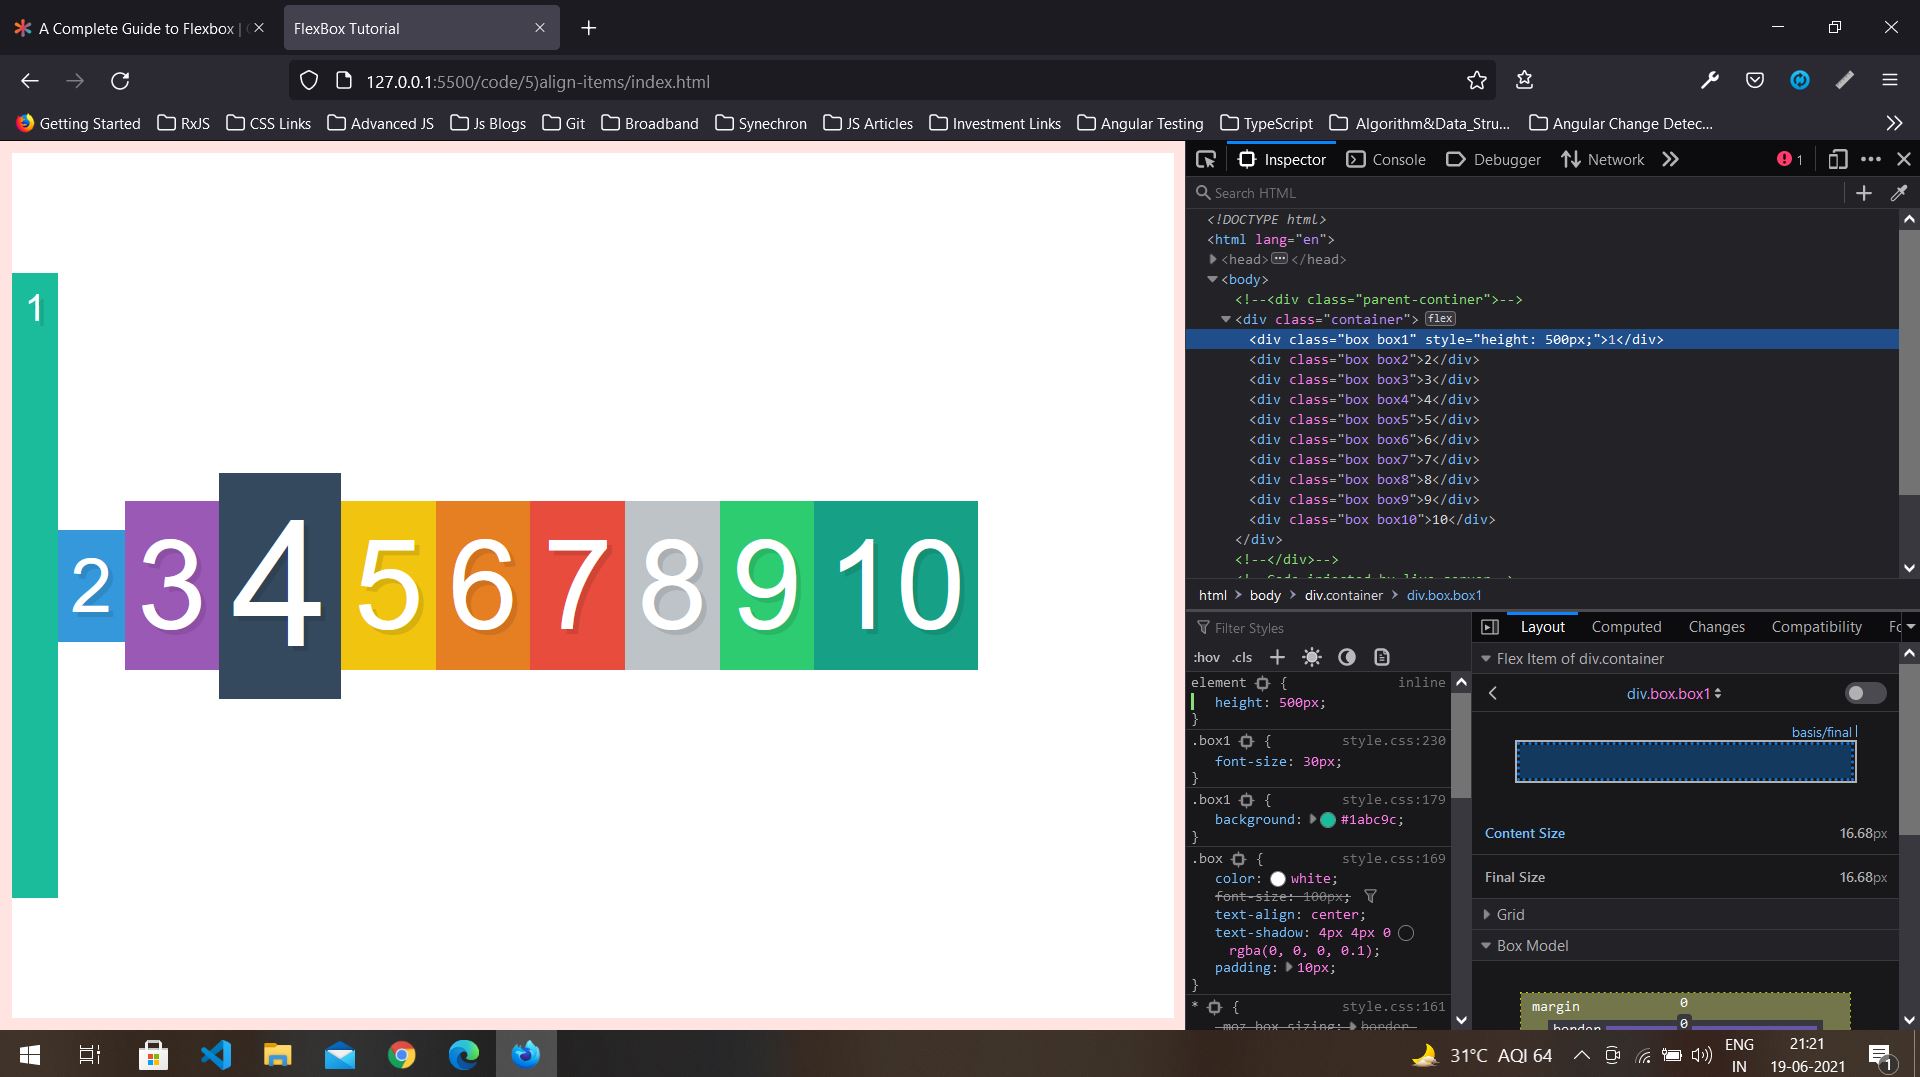 A Complete Guide to Flexbox |
FlexBox Tutorial
127.0.0.1:5500/code/5)align-items/index.html
Getting Started RxJS CSS Links Advanced JS Js Blogs Git Broadband Synechron JS Articles Investment Links Angular Testing TypeScript Algorithm&Data_Stru... Angular Change Detec...
Inspector Console Debugger Network 1
Search HTML
<!DOCTYPE html>
<html lang="en">
<head>
</head>
<body>
<!--<div class="parent-continer">-->
<div class="container"> flex
<div class="box box1" style="height: 500px;">1</div>
<div class="box box2">2</div>
<div class="box box3">3</div>
<div class="box box4">4</div>
<div class="box box5">5</div>
<div class="box box6">6</div>
<div class="box box7">7</div>
<div class="box box8">8</div>
<div class="box box9">9</div>
<div class="box box10">10</div>
</div>
<!--</div>-->
html > body > div.container > div.box.box1
1
2 3 4 5 6 7 8 9 10
Filter Styles
:hov .cls +
element { inline
height: 500px;
}
.box1 { style.css:230
font-size: 30px;
}
.box1 { style.css:179
background: #1abc9c;
}
.box { style.css:169
color: white;
font-size: 100px;
text-align: center;
text-shadow: 4px 4px 0
rgba(0, 0, 0, 0.1);
padding: 10px;
}
* { style.css:161
Layout Computed Changes Compatibility
Flex Item of div.container
div.box.box1
basis/final
Content Size 16.68px
Final Size 16.68px
Grid
Box Model
margin 0
border 0
31°C AQI 64
ENG
IN
21:21
19-06-2021
1